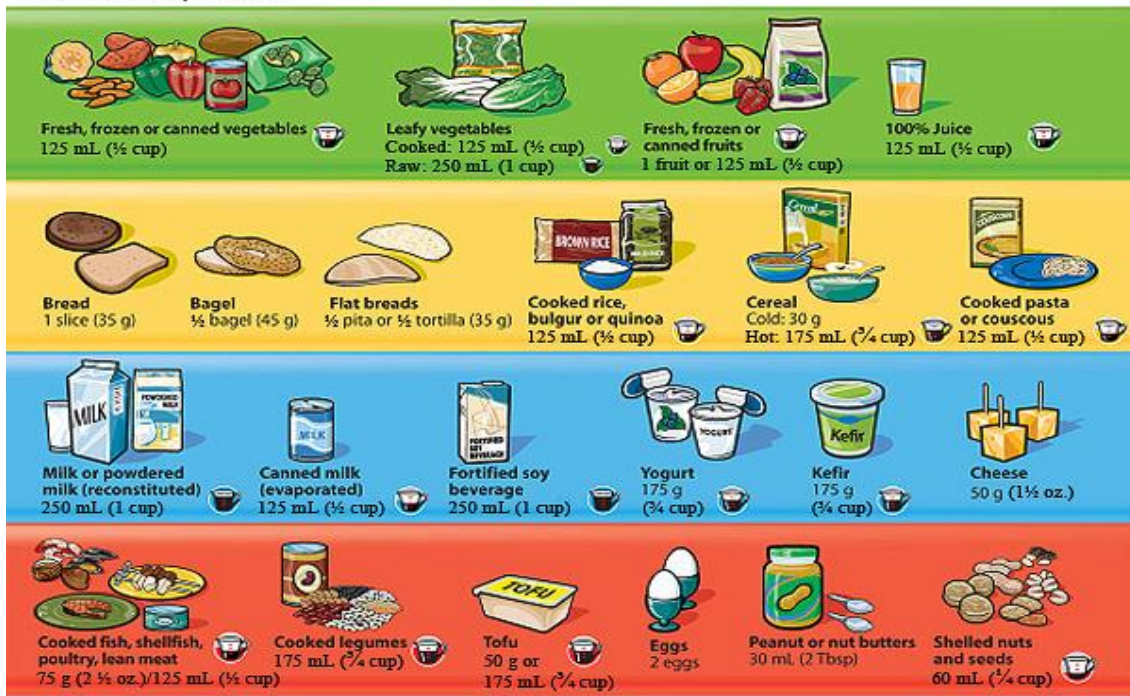 Fresh, frozen or canned vegetables
125 mL (½ cup)
Leafy vegetables
Cooked: 125 mL (½ cup)
Raw: 250 mL (1 cup)
Fresh, frozen or
canned fruits
1 fruit or 125 mL (½ cup)
100% Juice
125 mL (½ cup)
BROWN RICE
Cereal
COUSCOUS
Bread
1 slice (35 g)
Bagel
½ bagel (45 g)
Flat breads
½ pita or ½ tortilla (35 g)
Cooked rice,
bulgur or quinoa
125 mL (½ cup)
Cereal
Cold: 30 g
Hot: 175 mL (¾ cup)
Cooked pasta
or couscous
125 mL (½ cup)
MILK
POWDERED
MILK
MILK
FORTIFIED
SOY
BEVERAGE
YOGURT
Kefir
Milk or powdered
milk (reconstituted)
250 mL (1 cup)
Canned milk
(evaporated)
125 mL (½ cup)
Fortified soy
beverage
250 mL (1 cup)
Yogurt
175 g
(¾ cup)
Kefir
175 g
(¾ cup)
Cheese
50 g (1½ oz.)
TOFU
Cooked fish, shellfish,
poultry, lean meat
75 g (2 ½ oz.)/125 mL (½ cup)
Cooked legumes
175 mL (¾ cup)
Tofu
50 g or
175 mL (¾ cup)
Eggs
2 eggs
Peanut or nut butters
30 mL (2 Tbsp)
Shelled nuts
and seeds
60 mL (¼ cup)